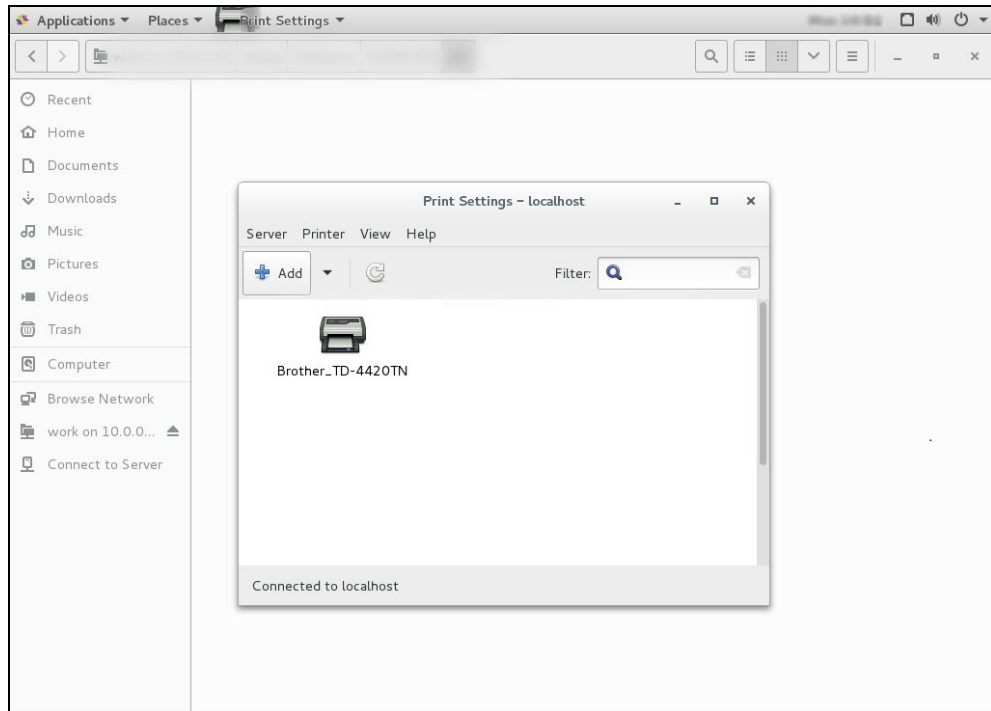 Applications Places Print Settings
Recent
Home
Documents
Downloads
Music
Pictures
Videos
Trash
Computer
Browse Network
work on 10.0.0...
Connect to Server
Print Settings – localhost
Server Printer View Help
Add Filter:
Brother_TD-4420TN
Connected to localhost